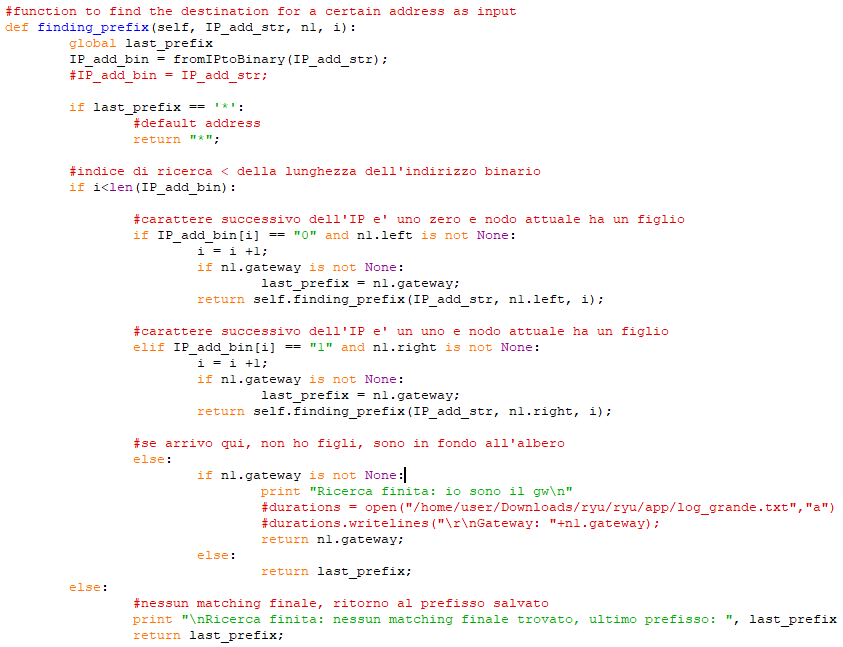 #function to find the destination for a certain address as input
def finding_prefix(self, IP_add_str, n1, i):
        global last_prefix
        IP_add_bin = fromIPtoBinary(IP_add_str);
        #IP_add_bin = IP_add_str;

        if last_prefix == '*':
                #default address
                return "*";

        #indice di ricerca < della lunghezza dell'indirizzo binario
        if i<len(IP_add_bin):

                #carattere successivo dell'IP e' uno zero e nodo attuale ha un figlio
                if IP_add_bin[i] == "0" and n1.left is not None:
                        i = i +1;
                        if n1.gateway is not None:
                                last_prefix = n1.gateway;
                        return self.finding_prefix(IP_add_str, n1.left, i);

                #carattere successivo dell'IP e' un uno e nodo attuale ha un figlio
                elif IP_add_bin[i] == "1" and n1.right is not None:
                        i = i +1;
                        if n1.gateway is not None:
                                last_prefix = n1.gateway;
                        return self.finding_prefix(IP_add_str, n1.right, i);

                #se arrivo qui, non ho figli, sono in fondo all'albero
                else:
                        if n1.gateway is not None:
                                print "Ricerca finita: io sono il gw\n"
                                #durations = open("/home/user/Downloads/ryu/ryu/app/log_grande.txt","a")
                                #durations.writelines("\r\nGateway: "+n1.gateway);
                                return n1.gateway;
                        else:
                                return last_prefix;
        else:
                #nessun matching finale, ritorno al prefisso salvato
                print "\nRicerca finita: nessun matching finale trovato, ultimo prefisso: ", last_prefix
                return last_prefix;